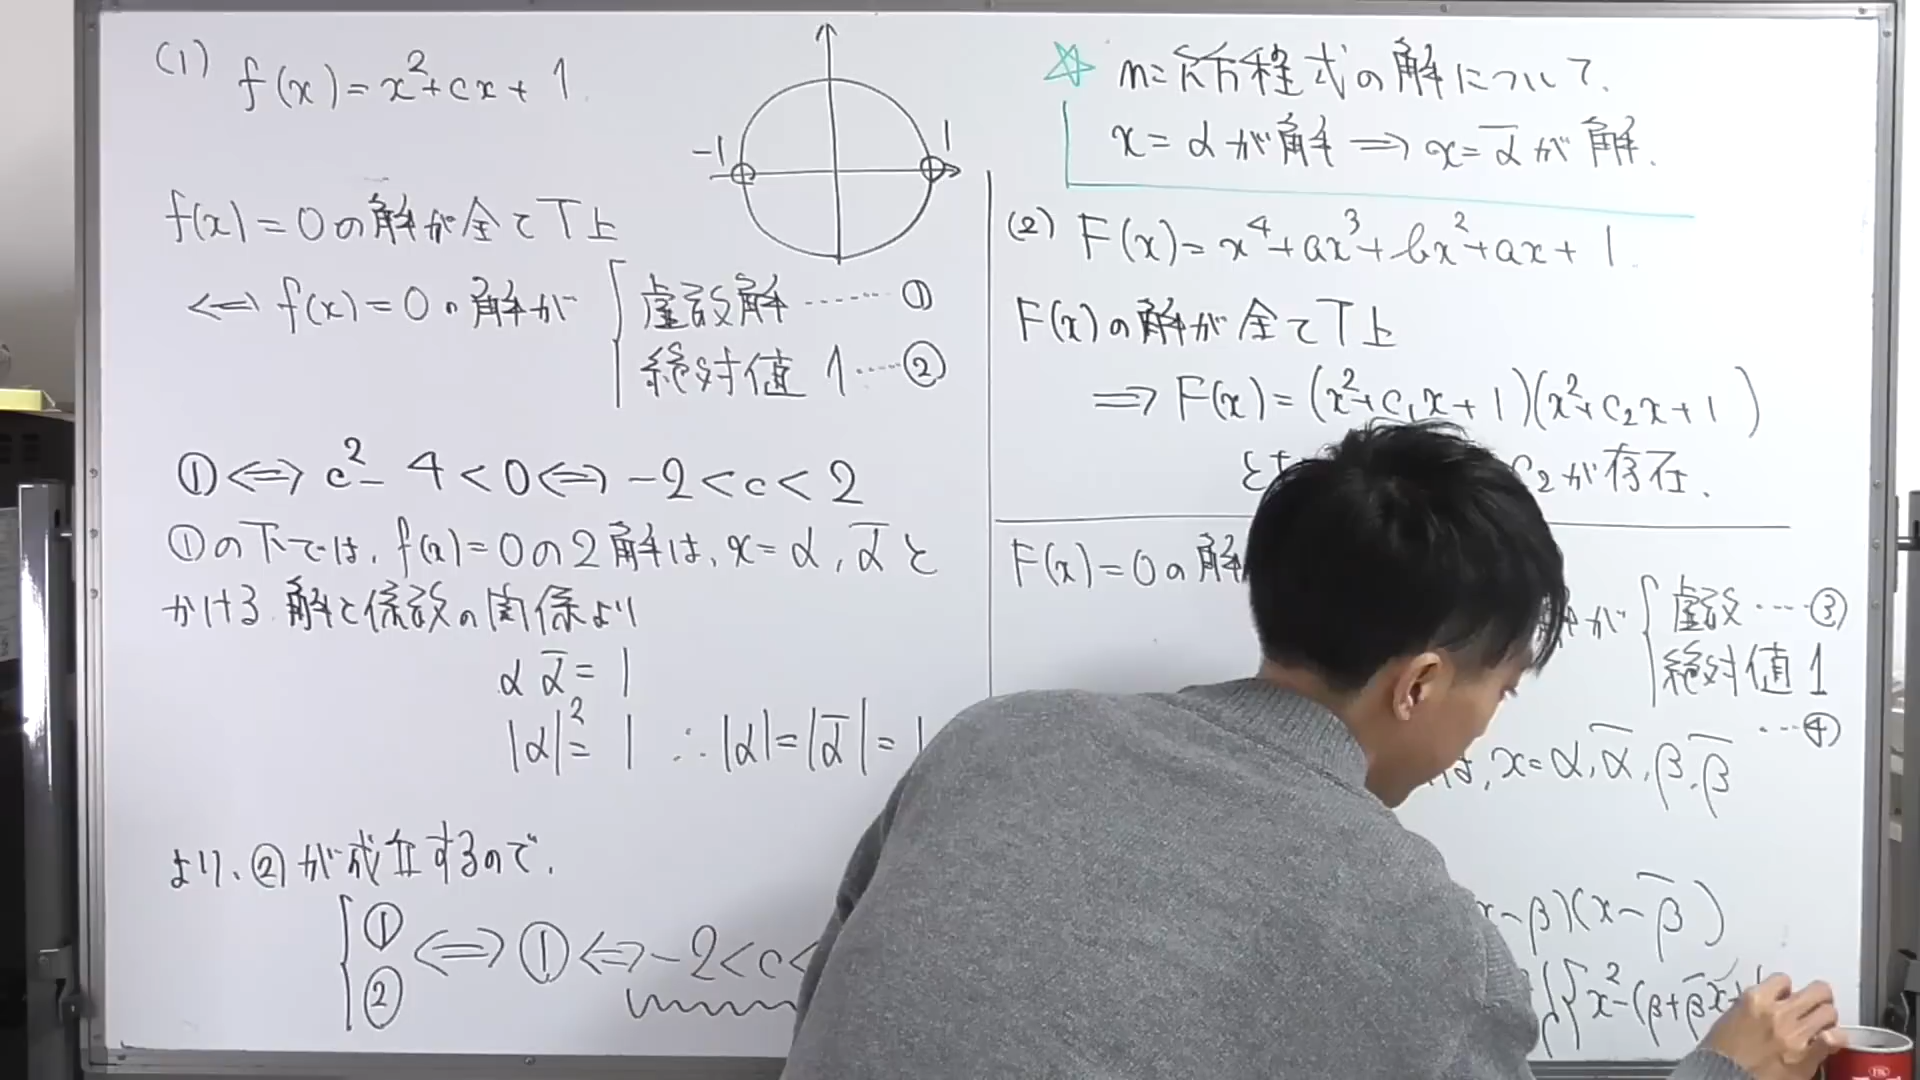 (1) f(x)=x²+cx+1
-1
1
f(x)=0の解が全てT上
⇔ f(x)=0の解が
虚数解 …… ①
絶対値 1 …… ②
① ⇔ c²-4<0 ⇔ -2<c<2
①の下では, f(x)=0の2解は, x=α, ᾱ と
かける. 解と係数の関係より
αᾱ=1
|α|²=1 ∴|α|=|ᾱ|=1
より、②が成立するので、
①
② ⇔ ① ⇔ -2<c<
☆ n次方程式の解について.
x=αが解 ⇒ x=ᾱが解.
(2) F(x)=x⁴+ax³+bx²+ax+1
F(x)の解が全てT上
⇒ F(x)=(x²+c₁x+1)(x²+c₂x+1)
c₂が存在.
F(x)=0の解
解が
虚数 …… ③
絶対値 1
…④
は, x=α, ᾱ, β, β̄
x-β)(x-β̄)
{x²-(β+β̄)x+